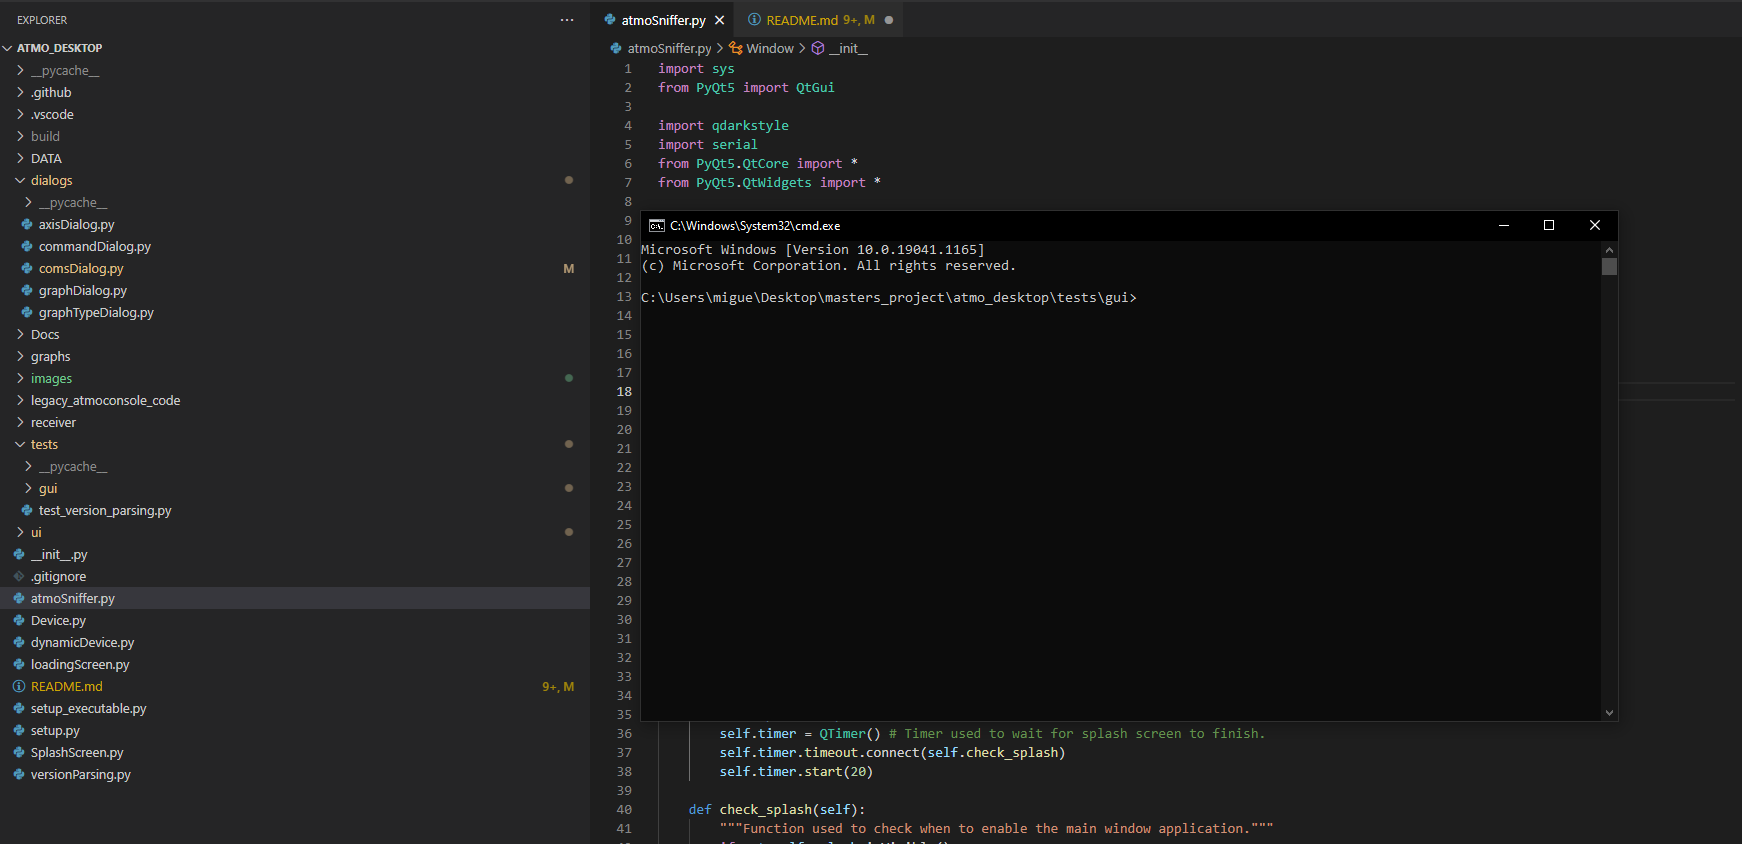 EXPLORER
ATMO_DESKTOP
__pycache__
.github
.vscode
build
DATA
dialogs
__pycache__
axisDialog.py
commandDialog.py
comsDialog.py M
graphDialog.py
graphTypeDialog.py
Docs
graphs
images
legacy_atmoconsole_code
receiver
tests
__pycache__
gui
test_version_parsing.py
ui
__init__.py
.gitignore
atmoSniffer.py
Device.py
dynamicDevice.py
loadingScreen.py
README.md 9+, M
setup_executable.py
setup.py
SplashScreen.py
versionParsing.py
atmoSniffer.py README.md 9+, M
atmoSniffer.py > Window > __init__
1 import sys
2 from PyQt5 import QtGui
3
4 import qdarkstyle
5 import serial
6 from PyQt5.QtCore import *
7 from PyQt5.QtWidgets import *
8
9
10
11
12
13
14
15
16
17
18
19
20
21
22
23
24
25
26
27
28
29
30
31
32
33
34
35
36 self.timer = QTimer() # Timer used to wait for splash screen to finish.
37 self.timer.timeout.connect(self.check_splash)
38 self.timer.start(20)
39
40 def check_splash(self):
41 """Function used to check when to enable the main window application."""
C:\Windows\System32\cmd.exe
Microsoft Windows [Version 10.0.19041.1165]
(c) Microsoft Corporation. All rights reserved.
C:\Users\migue\Desktop\masters_project\atmo_desktop\tests\gui>